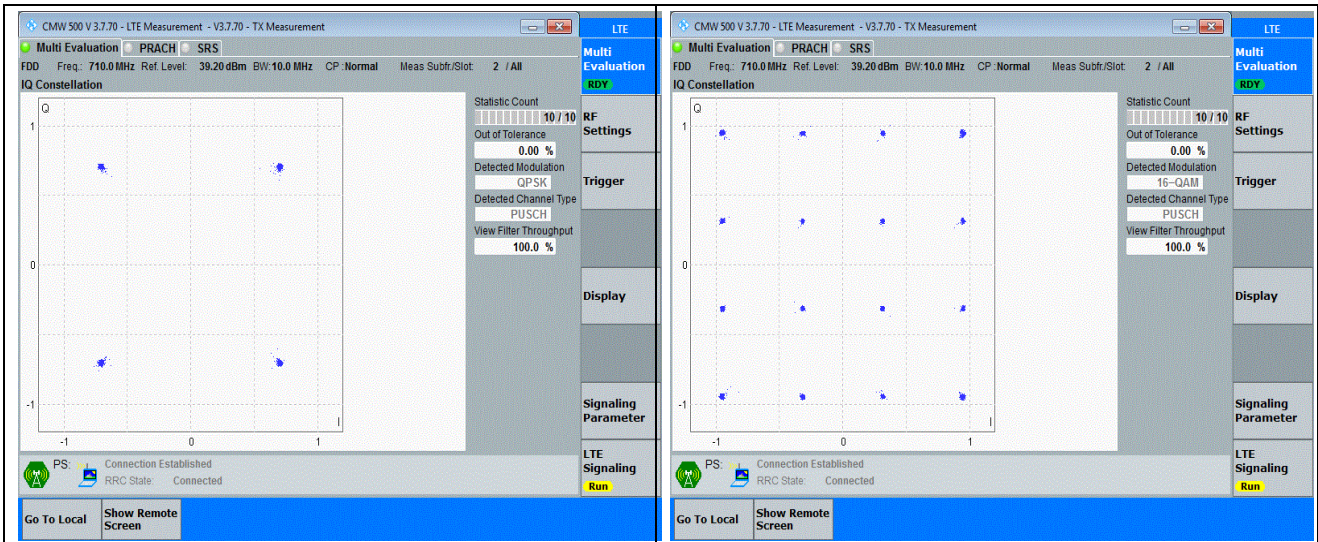 CMW 500 V 3.7.70 - LTE Measurement - V3.7.70 - TX Measurement
LTE
Multi Evaluation PRACH SRS
Multi
Evaluation
RDY
FDD Freq.: 710.0 MHz Ref. Level: 39.20 dBm BW: 10.0 MHz CP : Normal Meas Subfr./Slot: 2 / All
IQ Constellation
Q
1
0
-1
-1 0 1
I
Statistic Count
10 / 10
Out of Tolerance
0.00 %
Detected Modulation
QPSK
Detected Channel Type
PUSCH
View Filter Throughput
100.0 %
RF
Settings
Trigger
Display
Signaling
Parameter
LTE
Signaling
Run
PS: Connection Established
RRC State: Connected
Go To Local
Show Remote
Screen
CMW 500 V 3.7.70 - LTE Measurement - V3.7.70 - TX Measurement
LTE
Multi Evaluation PRACH SRS
Multi
Evaluation
RDY
FDD Freq.: 710.0 MHz Ref. Level: 39.20 dBm BW: 10.0 MHz CP : Normal Meas Subfr./Slot: 2 / All
IQ Constellation
Q
1
0
-1
-1 0 1
I
Statistic Count
10 / 10
Out of Tolerance
0.00 %
Detected Modulation
16-QAM
Detected Channel Type
PUSCH
View Filter Throughput
100.0 %
RF
Settings
Trigger
Display
Signaling
Parameter
LTE
Signaling
Run
PS: Connection Established
RRC State: Connected
Go To Local
Show Remote
Screen